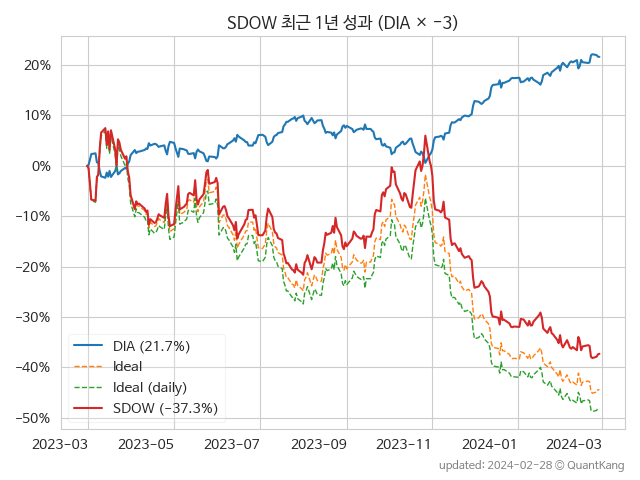 SDOW 최근 1년 성과 (DIA × −3)
20%
10%
0%
−10%
−20%
−30%
−40%
−50%
DIA (21.7%)
Ideal
Ideal (daily)
SDOW (−37.3%)
2023-03
2023-05
2023-07
2023-09
2023-11
2024-01
2024-03
updated: 2024-02-28 ⓒ QuantKang